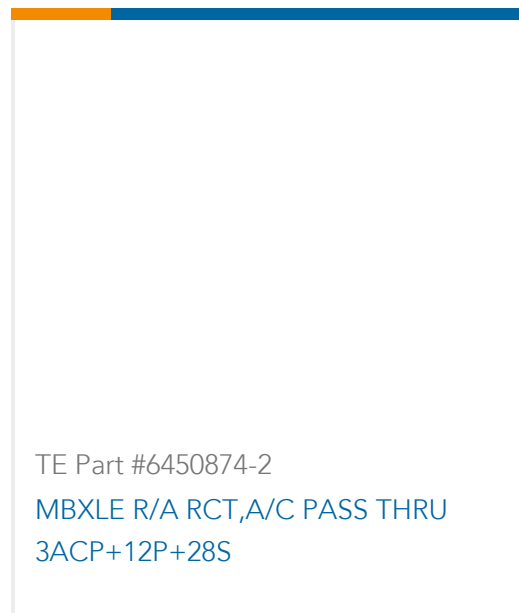 TE Part #6450874-2
MBXLE R/A RCT,A/C PASS THRU
3ACP+12P+28S